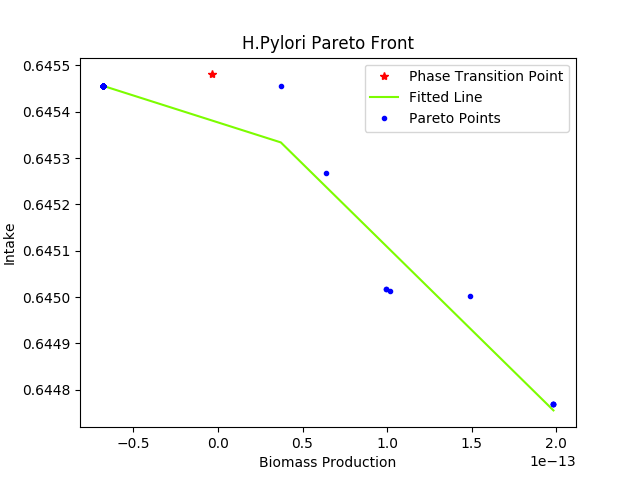 H.Pylori Pareto Front
Phase Transition Point
Fitted Line
Pareto Points
Intake
0.6455
0.6454
0.6453
0.6452
0.6451
0.6450
0.6449
0.6448
−0.5 0.0 0.5 1.0 1.5 2.0
1e−13
Biomass Production